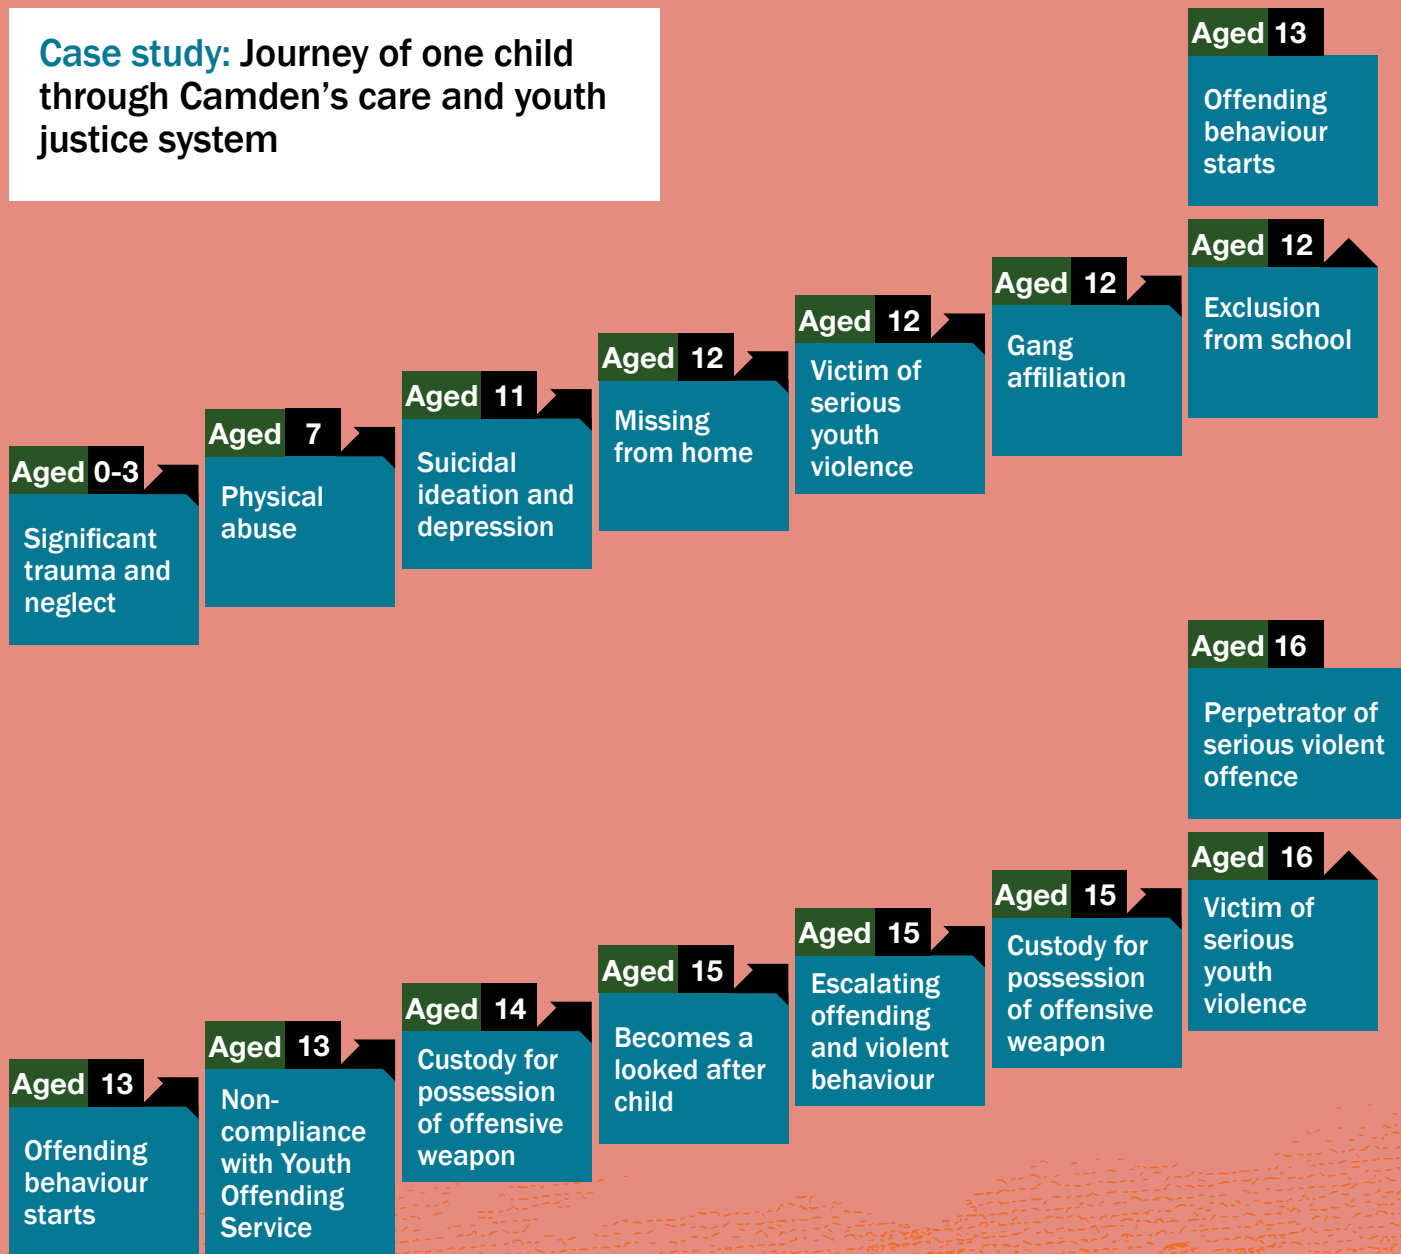 Case study: Journey of one child
through Camden's care and youth
justice system
Aged 0-3
Significant
trauma and
neglect
Aged 7
Physical
abuse
Aged 11
Suicidal
ideation and
depression
Aged 12
Missing
from home
Aged 12
Victim of
serious
youth
violence
Aged 12
Gang
affiliation
Aged 12
Exclusion
from school
Aged 13
Offending
behaviour
starts
Aged 13
Offending
behaviour
starts
Aged 13
Non-
compliance
with Youth
Offending
Service
Aged 14
Custody for
possession
of offensive
weapon
Aged 15
Becomes a
looked after
child
Aged 15
Escalating
offending
and violent
behaviour
Aged 15
Custody for
possession
of offensive
weapon
Aged 16
Victim of
serious
youth
violence
Aged 16
Perpetrator of
serious violent
offence